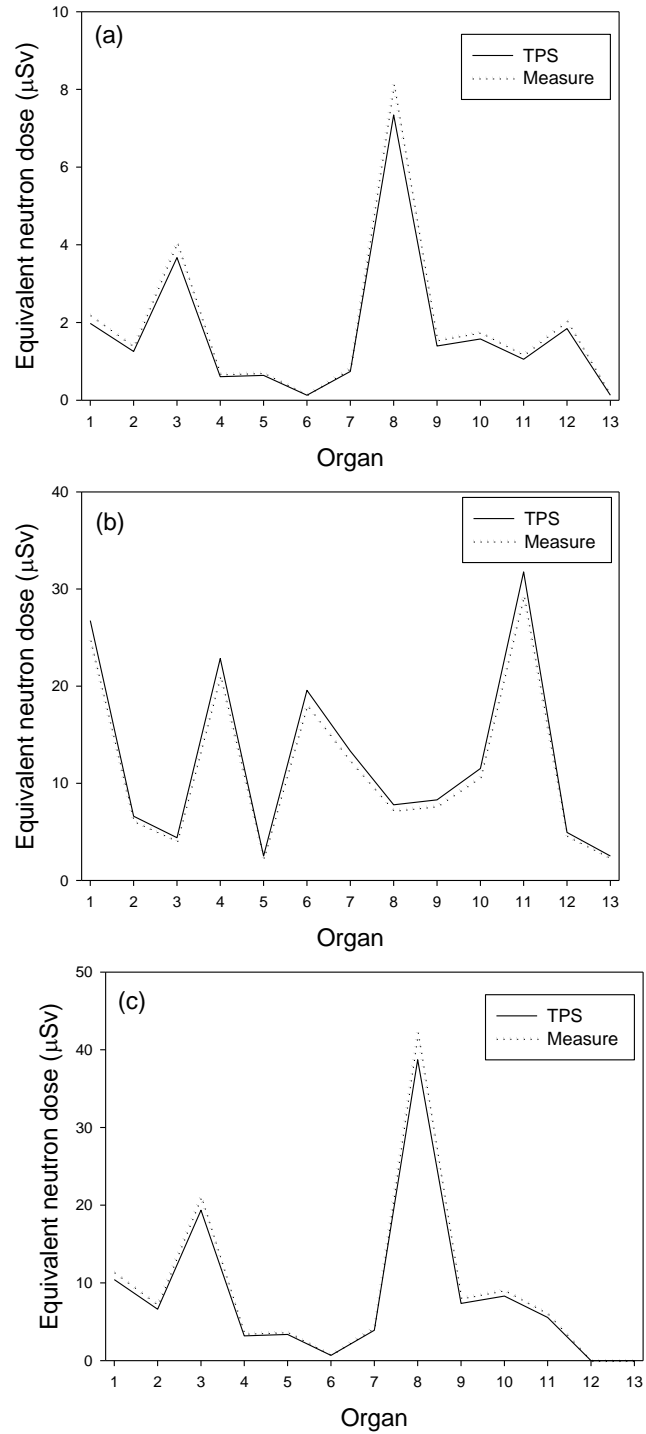 (a)
TPS
Measure
Equivalent neutron dose (μSv)
10
8
6
4
2
0
1 2 3 4 5 6 7 8 9 10 11 12 13
Organ
(b)
TPS
Measure
Equivalent neutron dose (μSv)
40
30
20
10
0
1 2 3 4 5 6 7 8 9 10 11 12 13
Organ
(c)
TPS
Measure
Equivalent neutron dose (μSv)
50
40
30
20
10
0
1 2 3 4 5 6 7 8 9 10 11 12 13
Organ